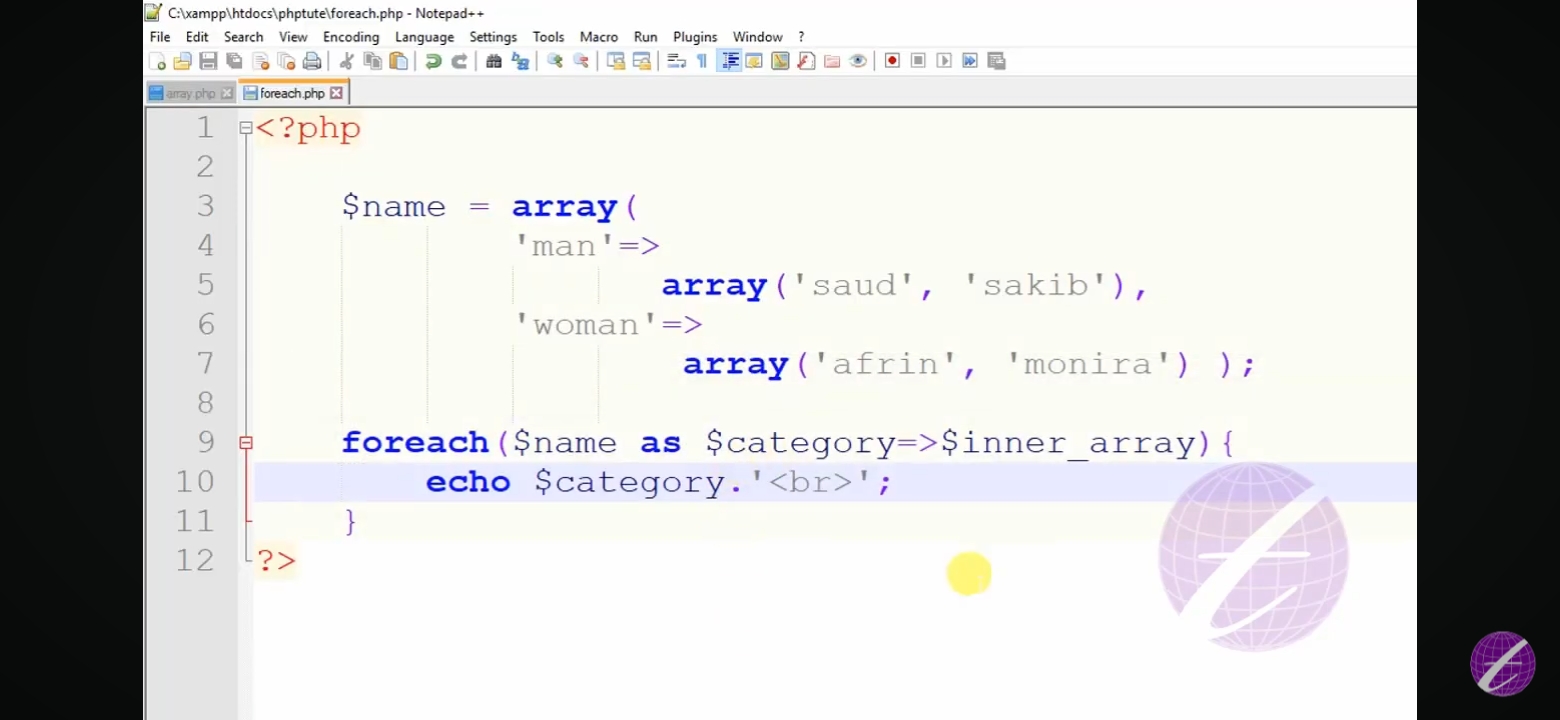 C:\xampp\htdocs\phptute\foreach.php - Notepad++
File Edit Search View Encoding Language Settings Tools Macro Run Plugins Window ?
array.php foreach.php
1 <?php
2
3 $name = array(
4 'man'=>
5 array('saud', 'sakib'),
6 'woman'=>
7 array('afrin', 'monira') );
8
9 foreach($name as $category=>$inner_array){
10 echo $category.'<br>';
11 }
12 ?>